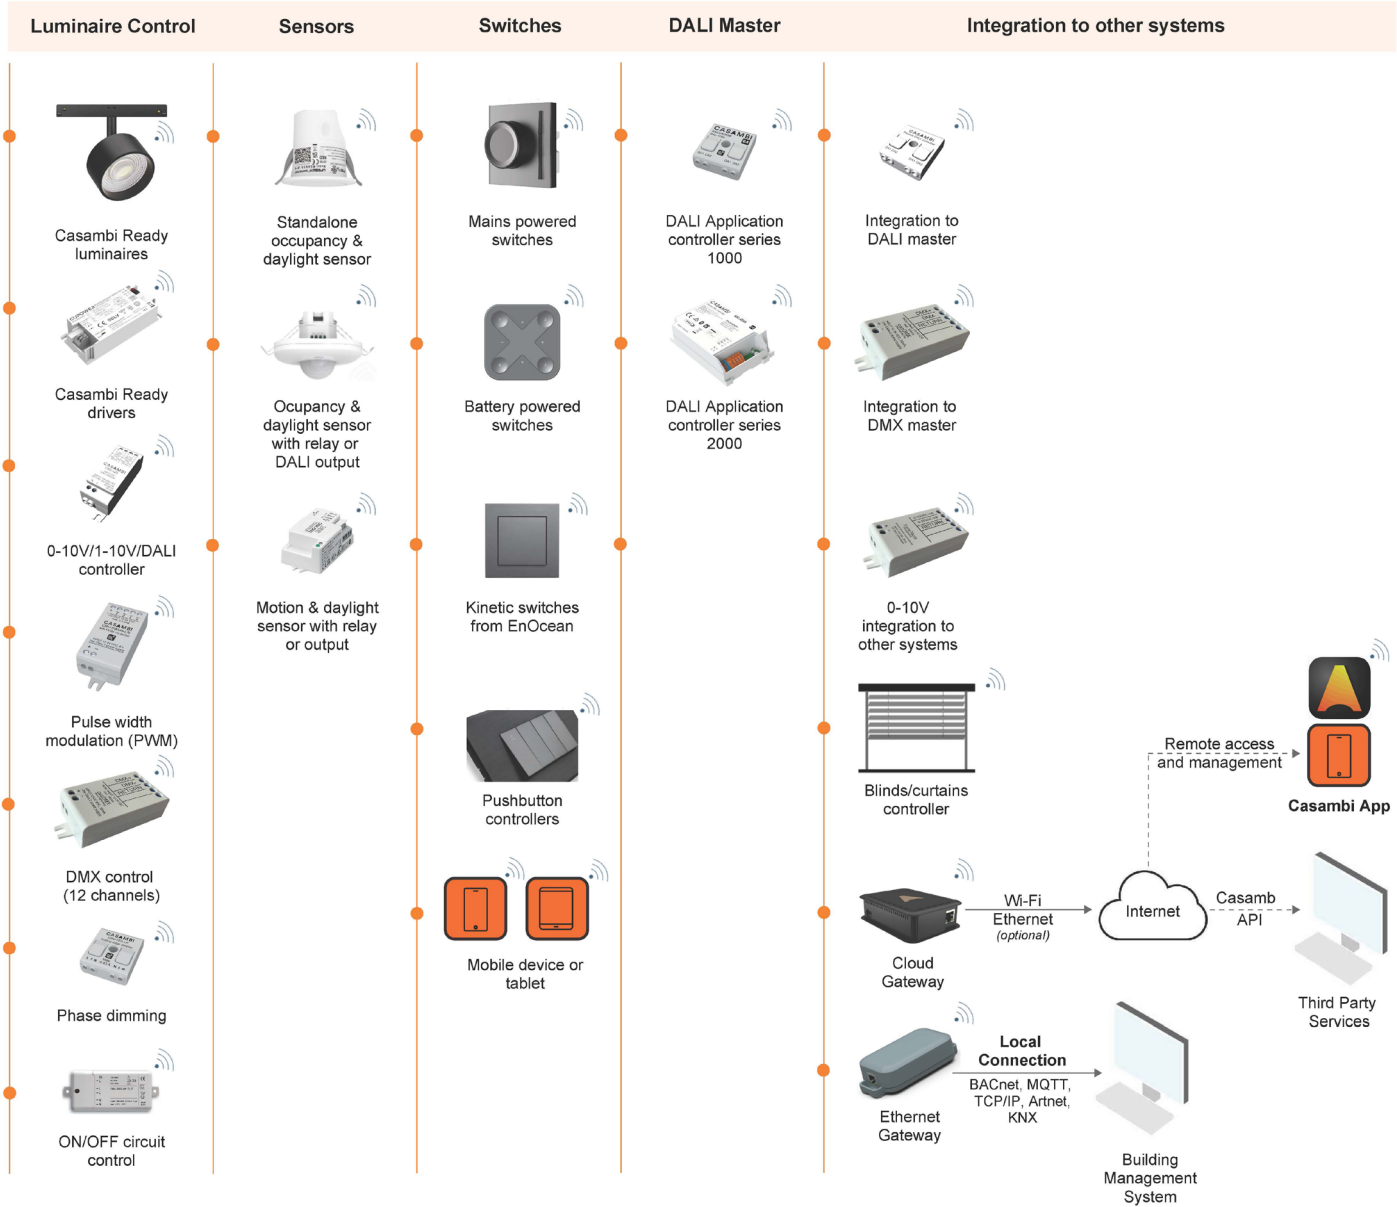 Luminaire Control
Sensors
Switches
DALI Master
Integration to other systems
Casambi Ready
luminaires
Casambi Ready
drivers
0-10V/1-10V/DALI
controller
Pulse width
modulation (PWM)
DMX control
(12 channels)
Phase dimming
ON/OFF circuit
control
Standalone
occupancy &
daylight sensor
Ocupancy &
daylight sensor
with relay or
DALI output
Motion & daylight
sensor with relay
or output
Mains powered
switches
Battery powered
switches
Kinetic switches
from EnOcean
Pushbutton
controllers
Mobile device or
tablet
CASAMBI
DALI Application
controller series
1000
CASAMBI
DALI Application
controller series
2000
CASAMBI
Integration to
DALI master
DMX+
DMX-
RETURN
Integration to
DMX master
0-10V
integration to
other systems
Blinds/curtains
controller
Cloud
Gateway
Wi-Fi
Ethernet
(optional)
Internet
Remote access
and management
Casambi App
Casamb
API
Third Party
Services
Ethernet
Gateway
Local
Connection
BACnet, MQTT,
TCP/IP, Artnet,
KNX
Building
Management
System